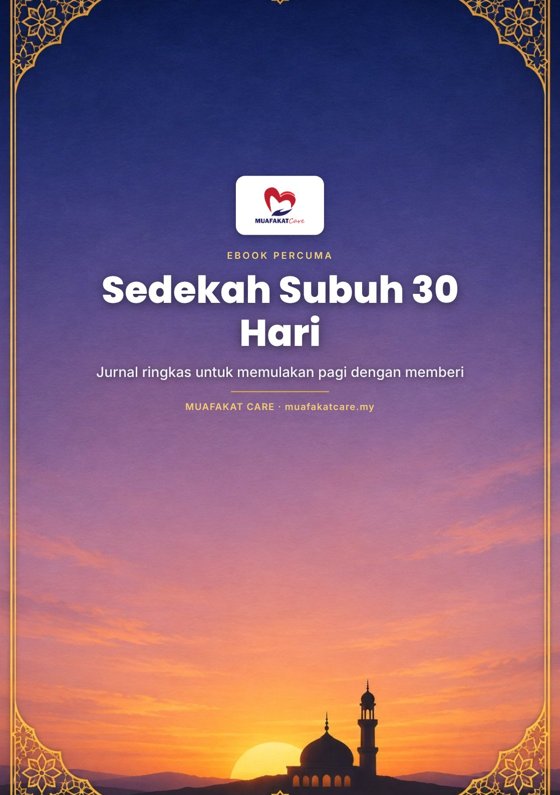 MUAFAKAT Care
EBOOK PERCUMA
Sedekah Subuh 30
Hari
Jurnal ringkas untuk memulakan pagi dengan memberi
MUAFAKAT CARE · muafakatcare.my